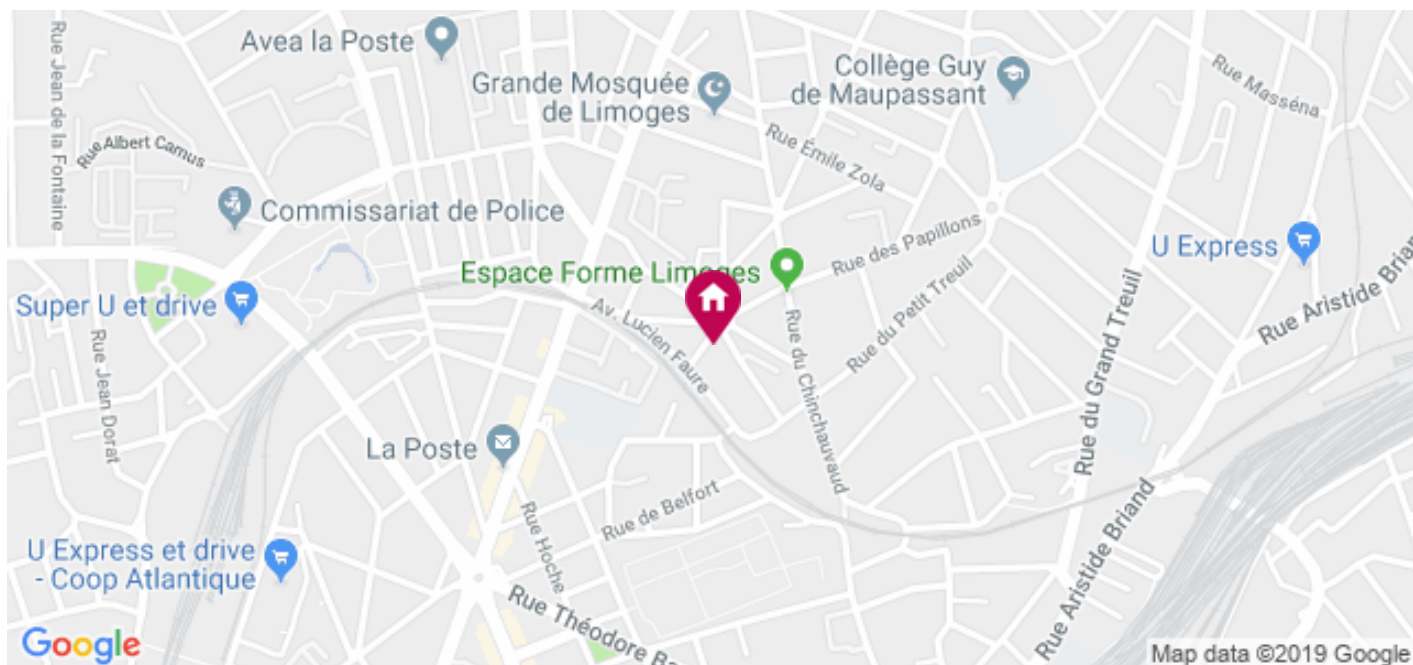 Rue Jean de la Fontaine
Avea la Poste
Grande Mosquée
de Limoges
Collège Guy
de Maupassant
Rue Masséna
Rue Albert Camus
Rue Émile Zola
Commissariat de Police
Rue des Papillons
U Express
Espace Forme Limoges
Super U et drive
Av. Lucien Faure
Rue du Petit Treuil
Rue Aristide Briand
Rue Jean Dorat
Rue du Chinchauvaud
Rue du Grand Treuil
La Poste
Rue de Belfort
Rue Hoche
Rue Aristide Briand
U Express et drive
- Coop Atlantique
Rue Théodore Ba
Google
Map data ©2019 Google